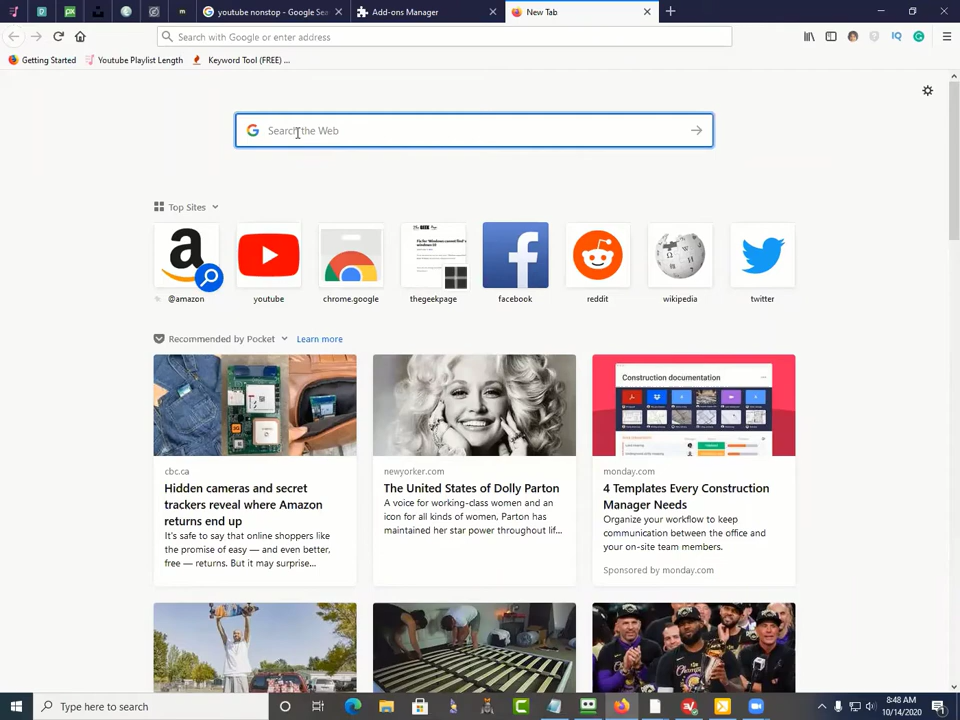 youtube nonstop - Google Sea
Add-ons Manager
New Tab
Search with Google or enter address
Getting Started
Youtube Playlist Length
Keyword Tool (FREE) ...
Search the Web
Top Sites
@amazon
youtube
chrome.google
thegeekpage
facebook
reddit
wikipedia
twitter
Recommended by Pocket
Learn more
Construction documentation
cbc.ca
Hidden cameras and secret
trackers reveal where Amazon
returns end up
It's safe to say that online shoppers like
the promise of easy — and even better,
free — returns. But it may surprise...
newyorker.com
The United States of Dolly Parton
A voice for working-class women and an
icon for all kinds of women, Parton has
maintained her star power throughout lif...
monday.com
4 Templates Every Construction
Manager Needs
Organize your workflow to keep
communication between the office and
your on-site team members.
Sponsored by monday.com
Type here to search
8:48 AM
10/14/2020